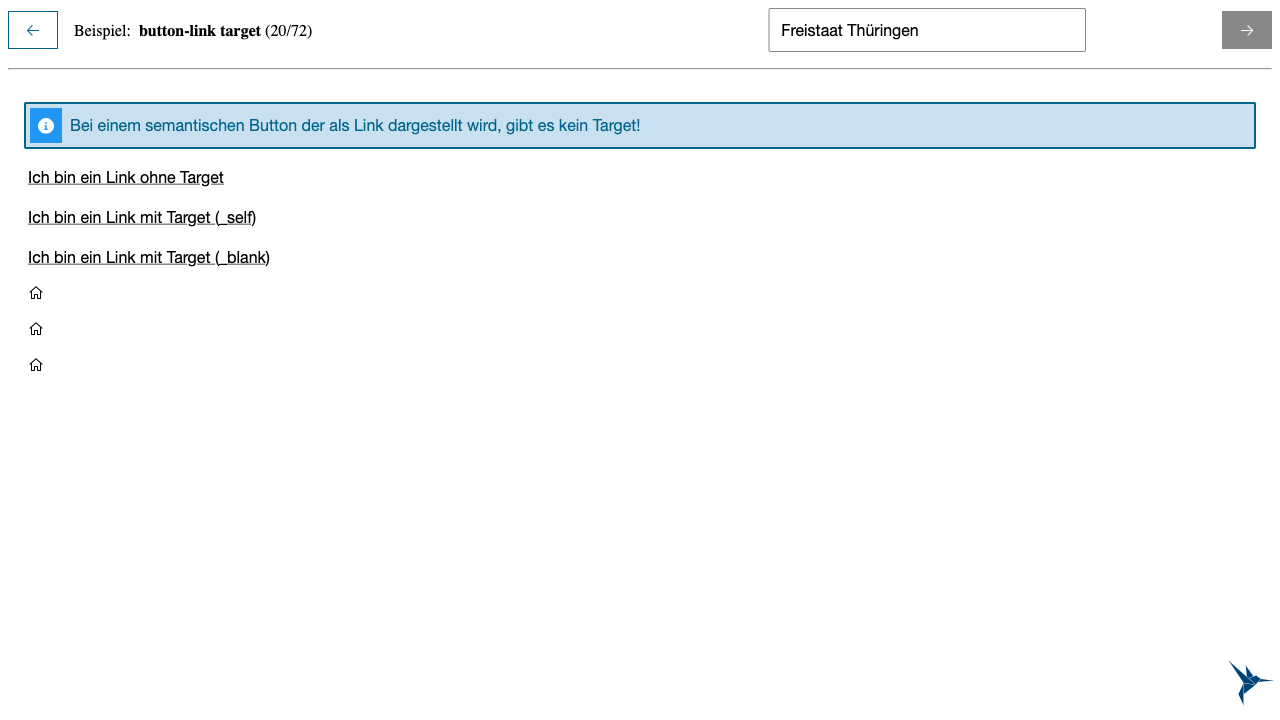 Beispiel: button-link target (20/72)
Freistaat Thüringen
Bei einem semantischen Button der als Link dargestellt wird, gibt es kein Target!
Ich bin ein Link ohne Target
Ich bin ein Link mit Target (_self)
Ich bin ein Link mit Target (_blank)